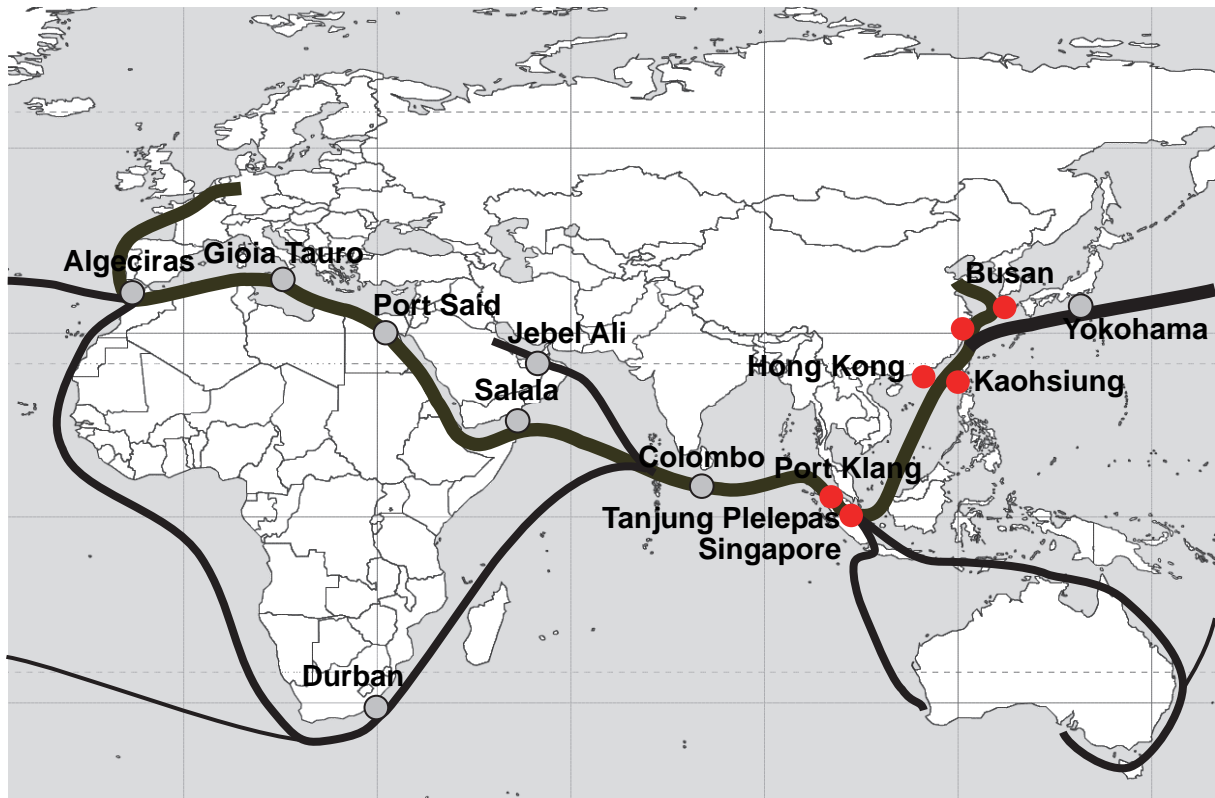 Busan
Gioia Tauro
Algeciras
Port Said
Yokohama
Jebel Ali
Hong Kong
Kaohsiung
Salala
Colombo
Port Klang
Tanjung Plelepas
Singapore
Durban